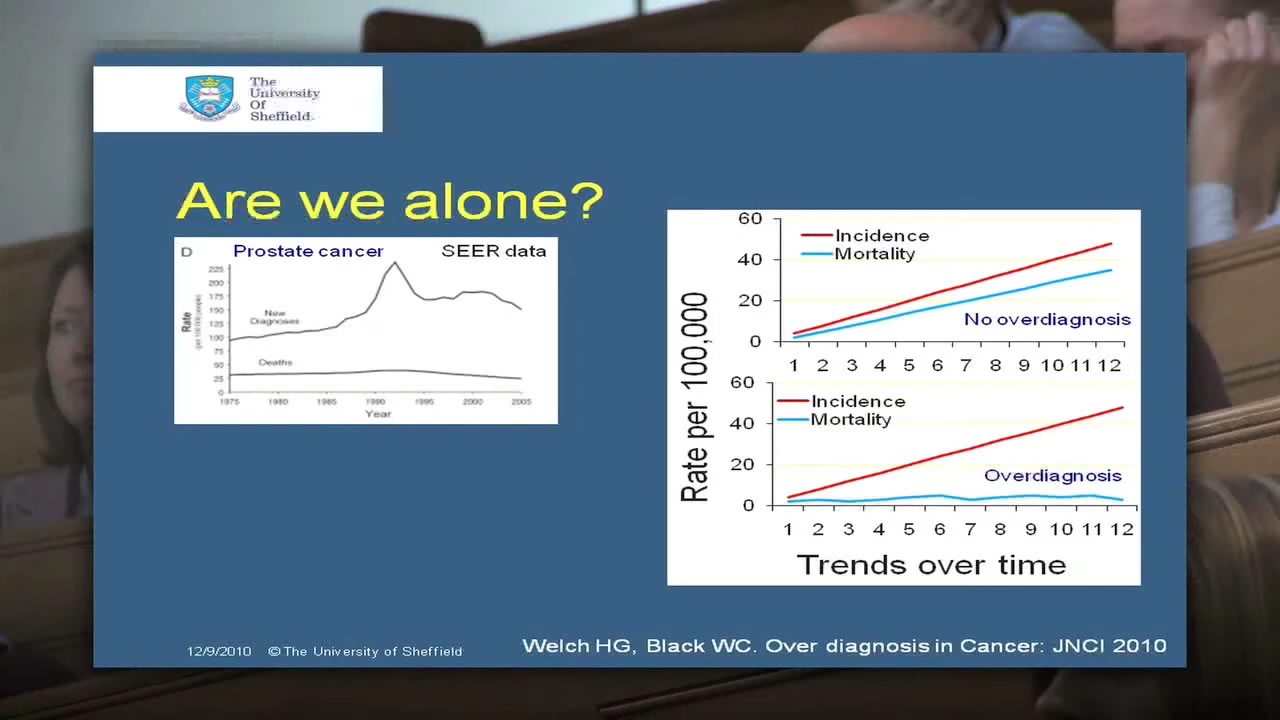 The
University
Of
Sheffield.
Are we alone?
D Prostate cancer SEER data
225
200
175
150
125
100
75
50
25
0
Rate
New
Diagnoses
Deaths
1975 1980 1985 1990 1995 2000 2005
Year
Rate per 100,000
60
40
20
0
Incidence
Mortality
No overdiagnosis
1 2 3 4 5 6 7 8 9 10 11 12
60
40
20
0
Incidence
Mortality
Overdiagnosis
1 2 3 4 5 6 7 8 9 10 11 12
Trends over time
12/9/2010 © The University of Sheffield
Welch HG, Black WC. Over diagnosis in Cancer: JNCI 2010